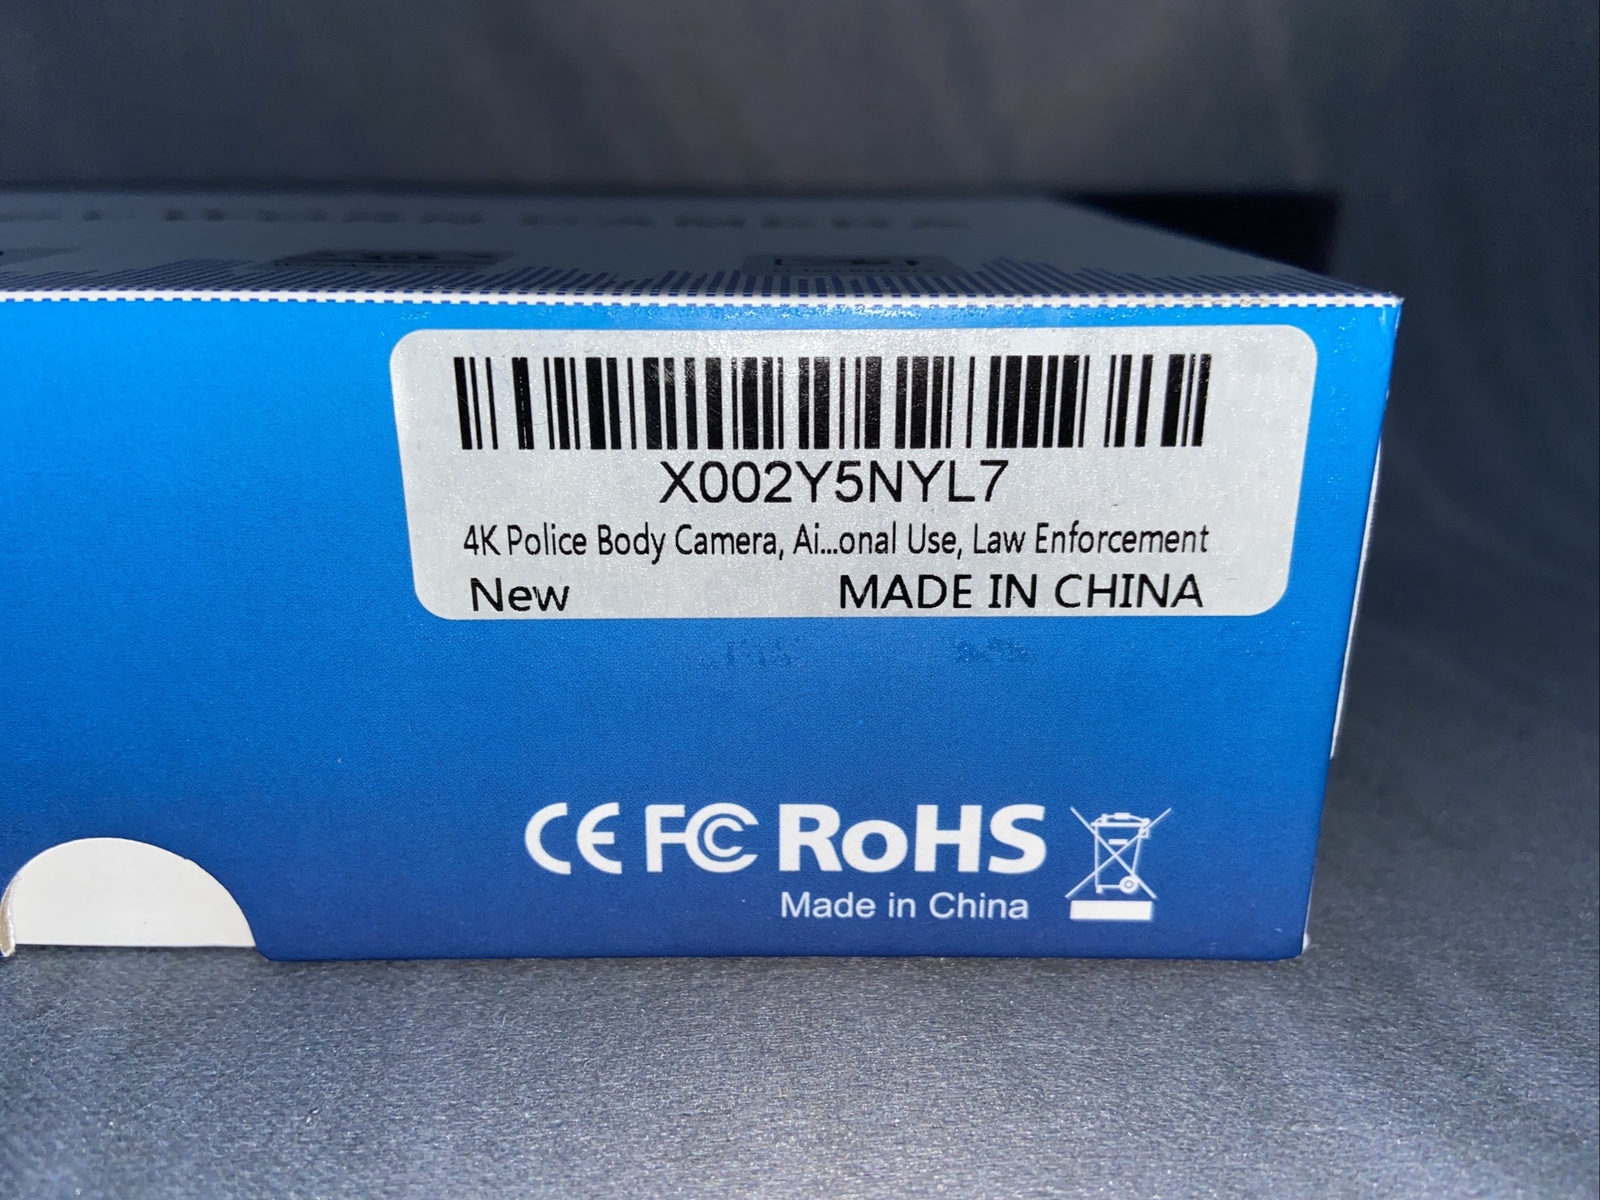 X002Y5NYL7
4K Police Body Camera, Ai...onal Use, Law Enforcement
New MADE IN CHINA
CE FC RoHS
Made in China